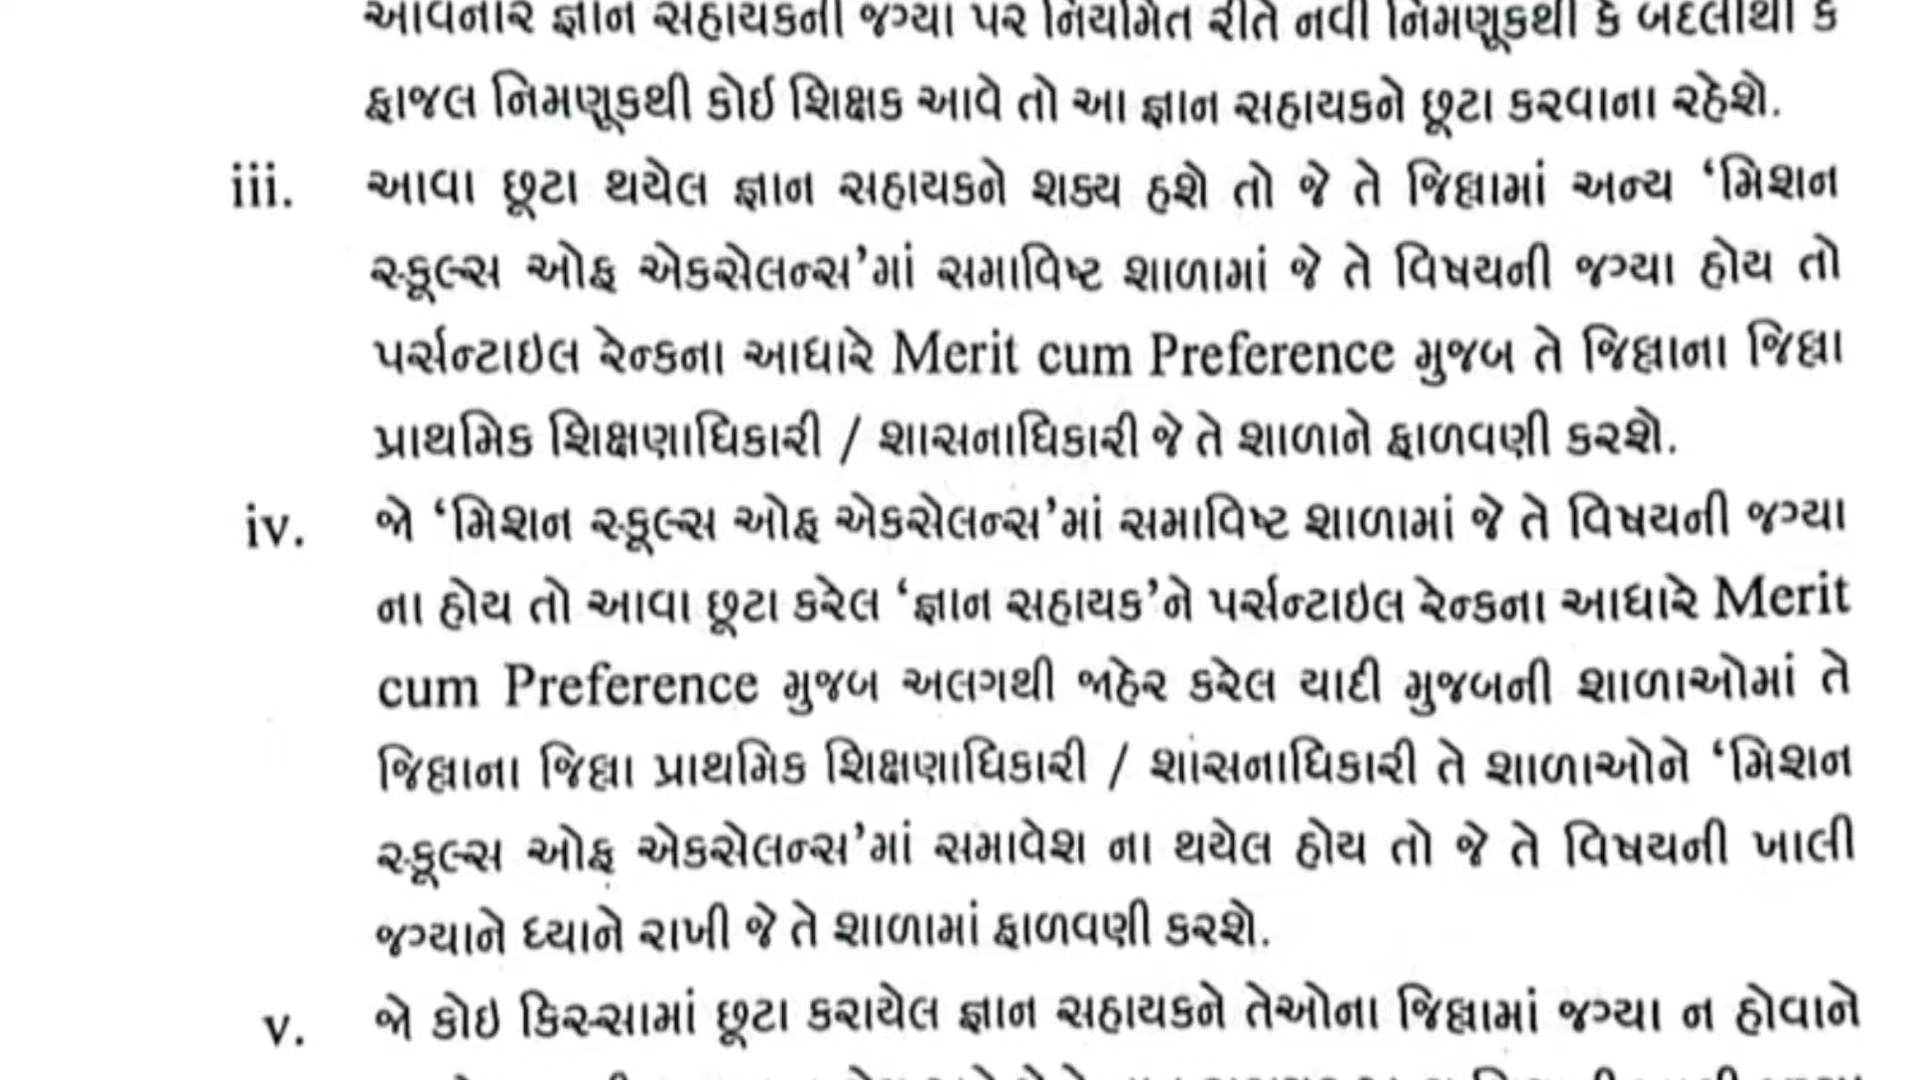 આવનાર જ્ઞાન સહાયકની જગ્યા પર નિયમિત રીતે નવી નિમણૂકથી કે બદલીથી કે
ફાજલ નિમણૂકથી કોઈ શિક્ષક આવે તો આ જ્ઞાન સહાયકને છૂટા કરવાના રહેશે.
iii. આવા છૂટા થયેલ જ્ઞાન સહાયકને શક્ય હશે તો જે તે જિલ્લામાં અન્ય ‘મિશન
સ્કૂલ્સ ઓફ એકસેલન્સ’માં સમાવિષ્ટ શાળામાં જે તે વિષયની જગ્યા હોય તો
પર્સન્ટાઇલ રેન્કના આધારે Merit cum Preference મુજબ તે જિલ્લાના જિલ્લા
પ્રાથમિક શિક્ષણાધિકારી / શાસનાધિકારી જે તે શાળાને ફાળવણી કરશે.
iv. જો ‘મિશન સ્કૂલ્સ ઓફ એકસેલન્સ’માં સમાવિષ્ટ શાળામાં જે તે વિષયની જગ્યા
ના હોય તો આવા છૂટા કરેલ ‘જ્ઞાન સહાયક’ને પર્સન્ટાઇલ રેન્કના આધારે Merit
cum Preference મુજબ અલગથી જાહેર કરેલ યાદી મુજબની શાળાઓમાં તે
જિલ્લાના જિલ્લા પ્રાથમિક શિક્ષણાધિકારી / શાસનાધિકારી તે શાળાઓને ‘મિશન
સ્કૂલ્સ ઓફ એકસેલન્સ’માં સમાવેશ ના થયેલ હોય તો જે તે વિષયની ખાલી
જગ્યાને ધ્યાને રાખી જે તે શાળામાં ફાળવણી કરશે.
v. જો કોઇ કિસ્સામાં છૂટા કરાયેલ જ્ઞાન સહાયકને તેઓના જિલ્લામાં જગ્યા ન હોવાને